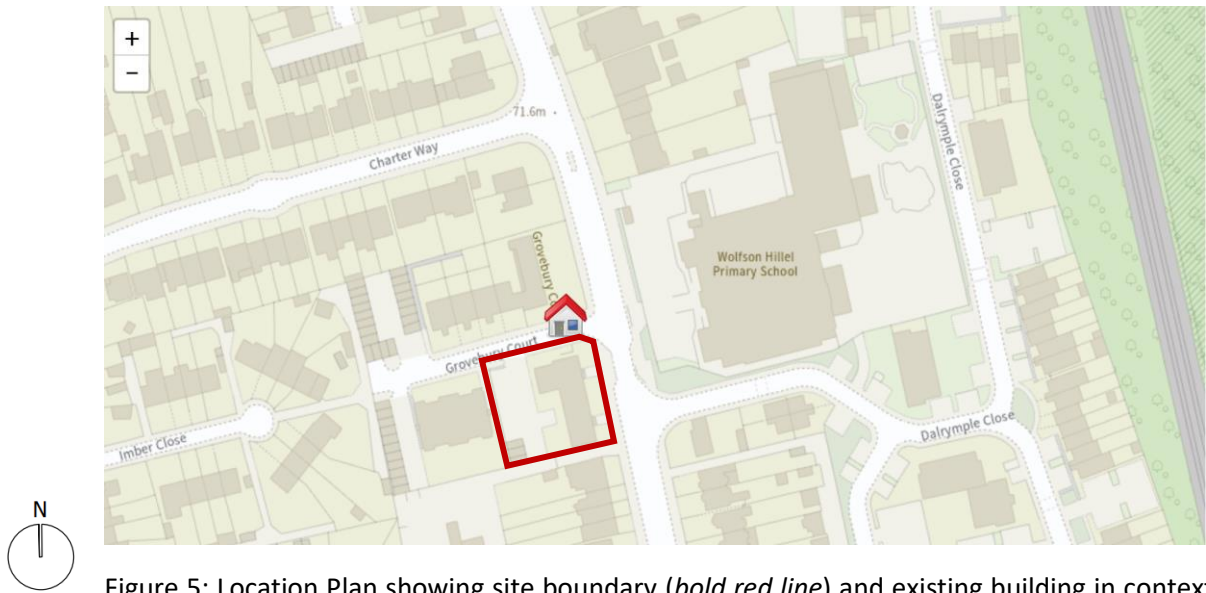 +
−
71.6m
Charter Way
Dalrymple Close
Wolfson Hillel
Primary School
Grovebury Co
Grovebury Court
Imber Close
Dalrymple Close
N
Figure 5: Location Plan showing site boundary (bold red line) and existing building in context